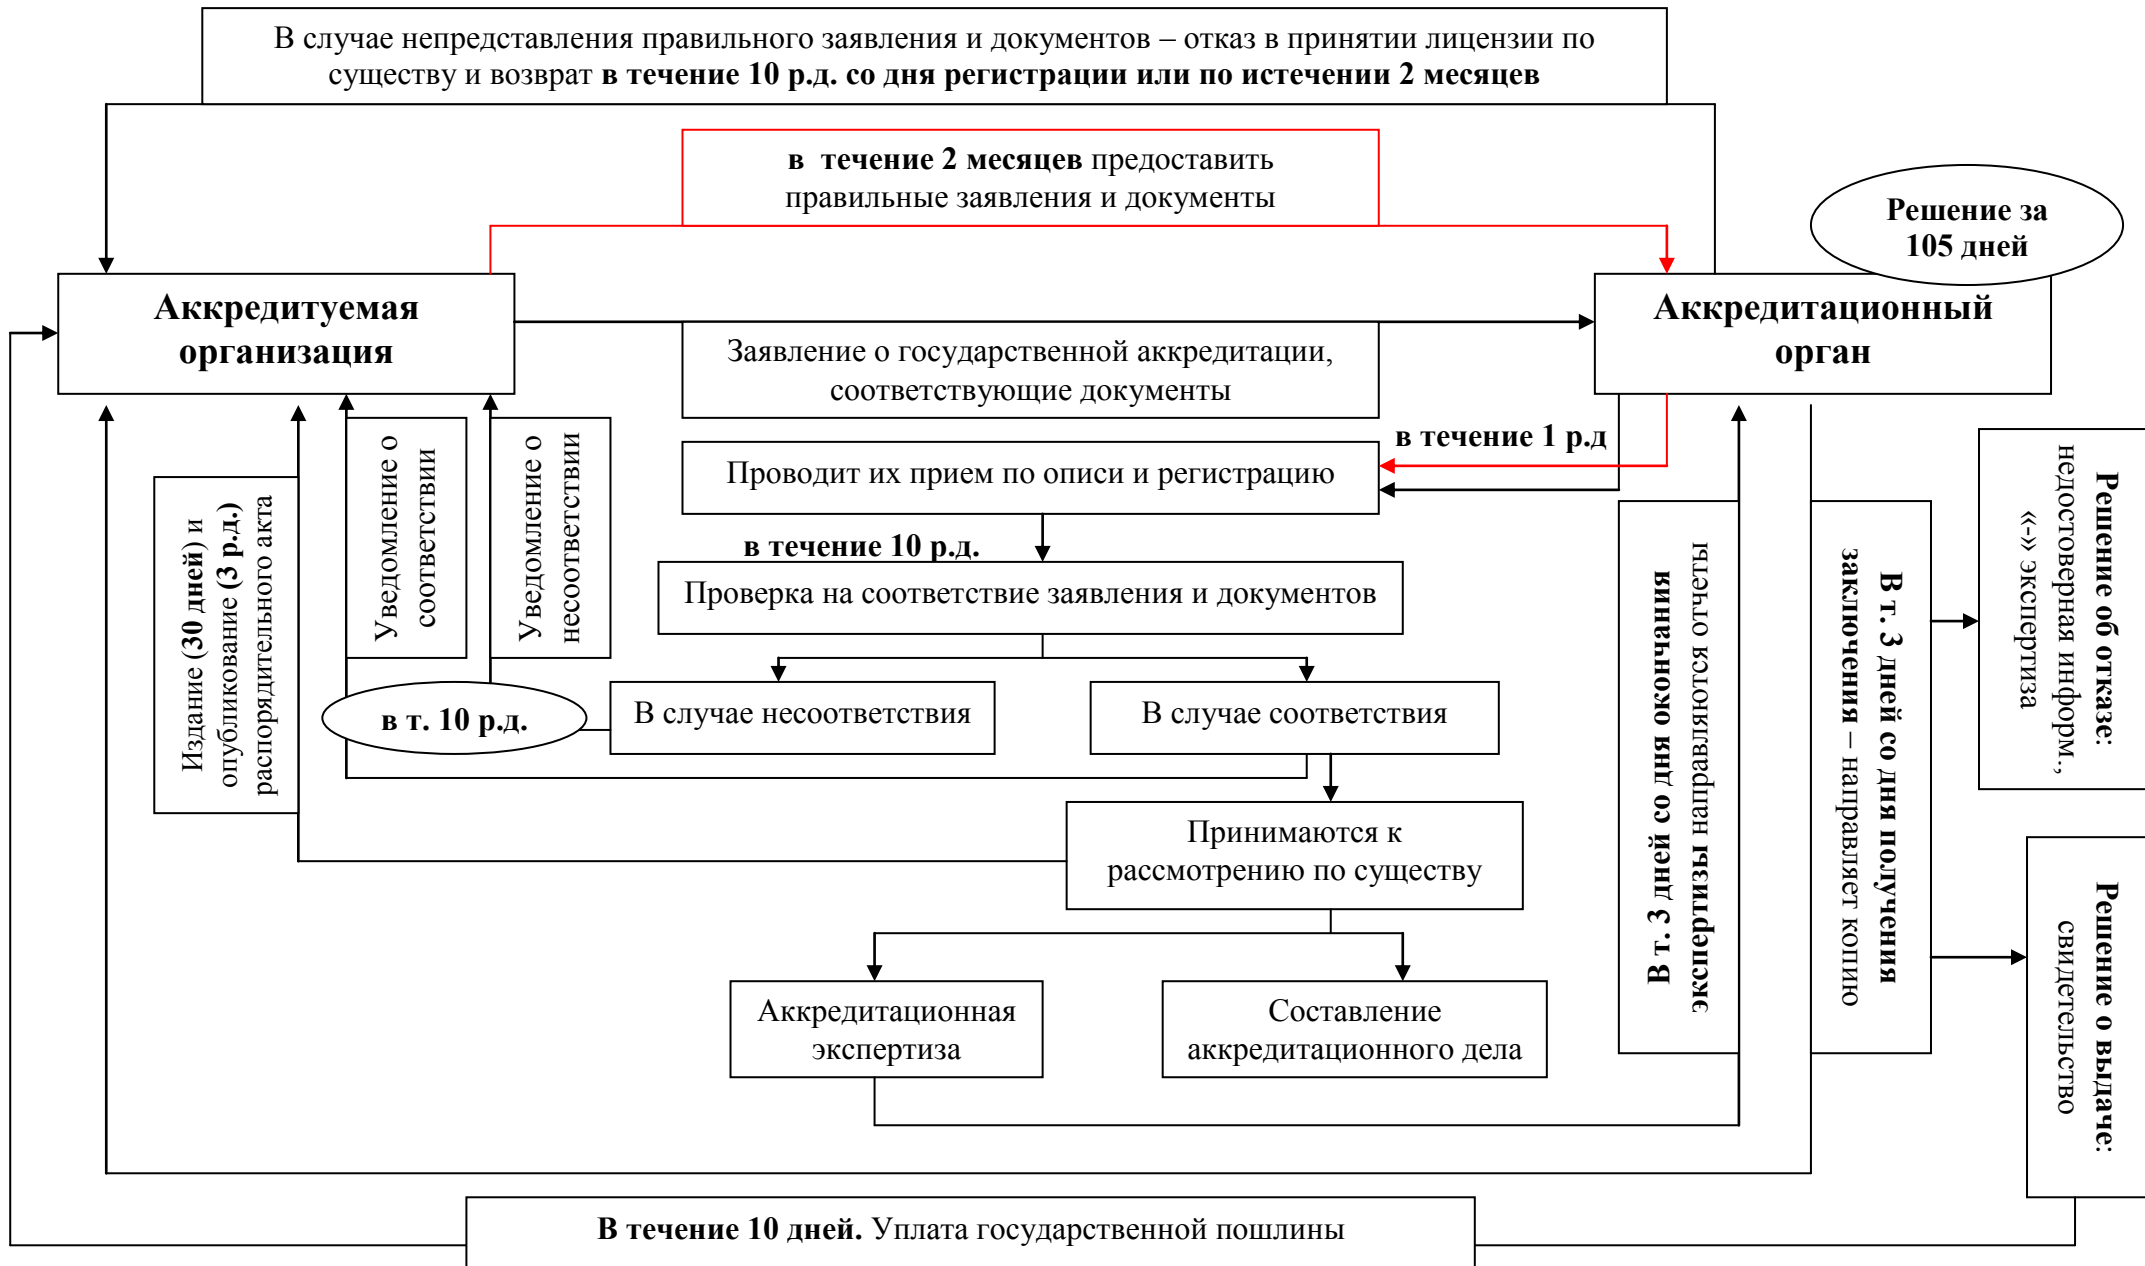 В случае непредставления правильного заявления и документов – отказ в принятии лицензии по
существу и возврат в течение 10 р.д. со дня регистрации или по истечении 2 месяцев
в  течение 2 месяцев предоставить
правильные заявления и документы
Решение за
105 дней
Аккредитуемая
организация
Аккредитационный
орган
Заявление о государственной аккредитации,
соответствующие документы
в течение 1 р.д
Проводит их прием по описи и регистрацию
Уведомление о
соответствии
Уведомление о
несоответствии
Издание (30 дней) и
опубликование (3 р.д.)
распорядительного акта
в течение 10 р.д.
Проверка на соответствие заявления и документов
в т. 10 р.д.
В случае несоответствия
В случае соответствия
Принимаются к
рассмотрению по существу
Аккредитационная
экспертиза
Составление
аккредитационного дела
В т. 3 дней со дня окончания
экспертизы направляются отчеты
В т. 3 дней со дня получения
заключения – направляет копию
Решение об отказе:
недостоверная информ.,
«-» экспертиза
Решение о выдаче:
свидетельство
В течение 10 дней. Уплата государственной пошлины